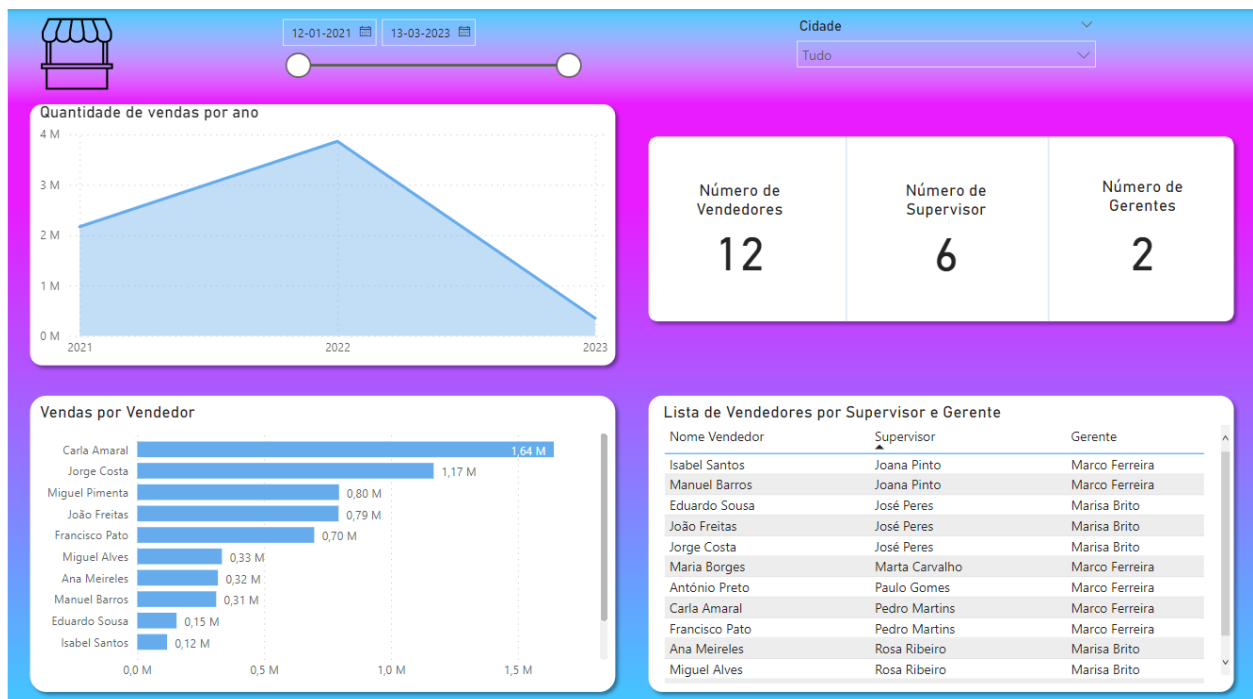 12-01-2021 13-03-2023
Cidade
Tudo
Quantidade de vendas por ano
4 M
3 M
2 M
1 M
0 M
2021 2022 2023
Número de
Vendedores
12
Número de
Supervisor
6
Número de
Gerentes
2
Vendas por Vendedor
Carla Amaral 1,64 M
Jorge Costa 1,17 M
Miguel Pimenta 0,80 M
João Freitas 0,79 M
Francisco Pato 0,70 M
Miguel Alves 0,33 M
Ana Meireles 0,32 M
Manuel Barros 0,31 M
Eduardo Sousa 0,15 M
Isabel Santos 0,12 M
0,0 M 0,5 M 1,0 M 1,5 M
Lista de Vendedores por Supervisor e Gerente
Nome Vendedor Supervisor Gerente
Isabel Santos Joana Pinto Marco Ferreira
Manuel Barros Joana Pinto Marco Ferreira
Eduardo Sousa José Peres Marisa Brito
João Freitas José Peres Marisa Brito
Jorge Costa José Peres Marisa Brito
Maria Borges Marta Carvalho Marco Ferreira
António Preto Paulo Gomes Marco Ferreira
Carla Amaral Pedro Martins Marco Ferreira
Francisco Pato Pedro Martins Marco Ferreira
Ana Meireles Rosa Ribeiro Marisa Brito
Miguel Alves Rosa Ribeiro Marisa Brito